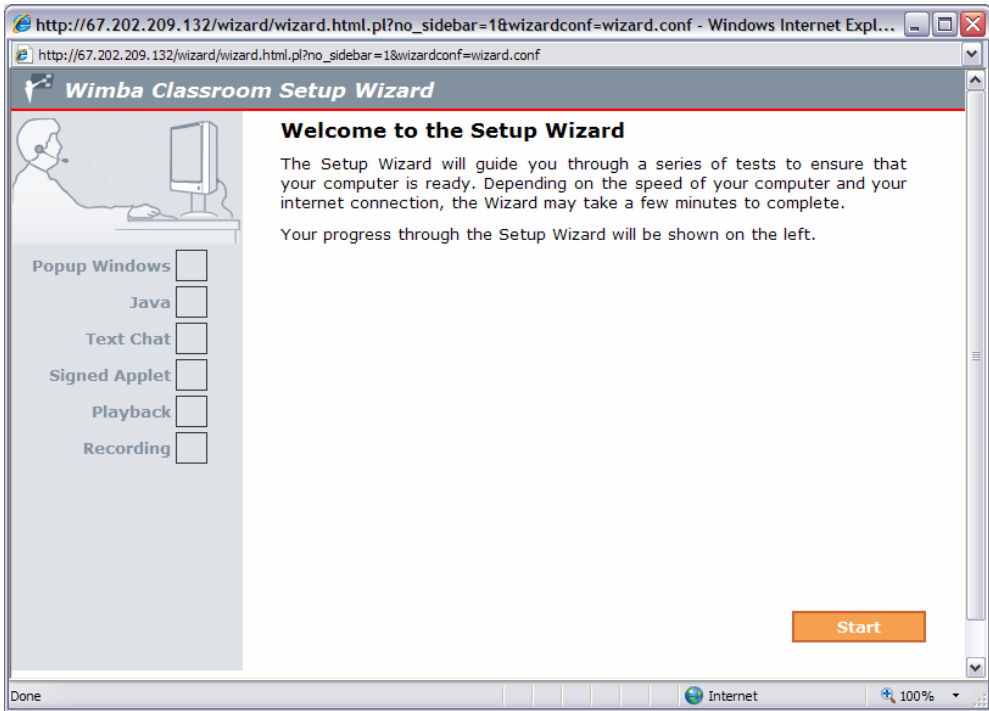 http://67.202.209.132/wizard/wizard.html.pl?no_sidebar=1&wizardconf=wizard.conf - Windows Internet Expl...
http://67.202.209.132/wizard/wizard.html.pl?no_sidebar=1&wizardconf=wizard.conf
Wimba Classroom Setup Wizard
Welcome to the Setup Wizard
The Setup Wizard will guide you through a series of tests to ensure that
your computer is ready. Depending on the speed of your computer and your
internet connection, the Wizard may take a few minutes to complete.
Your progress through the Setup Wizard will be shown on the left.
Popup Windows
Java
Text Chat
Signed Applet
Playback
Recording
Start
Done
Internet
100%